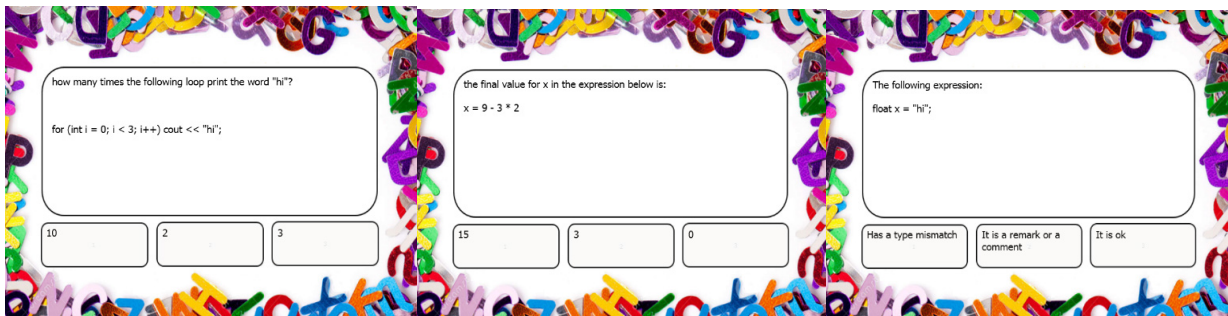 how many times the following loop print the word "hi"?
for (int i = 0; i < 3; i++) cout << "hi";
10
2
3
the final value for x in the expression below is:
x = 9 - 3 * 2
15
3
0
The following expression:
float x = "hi";
Has a type mismatch
It is a remark or a
comment
It is ok